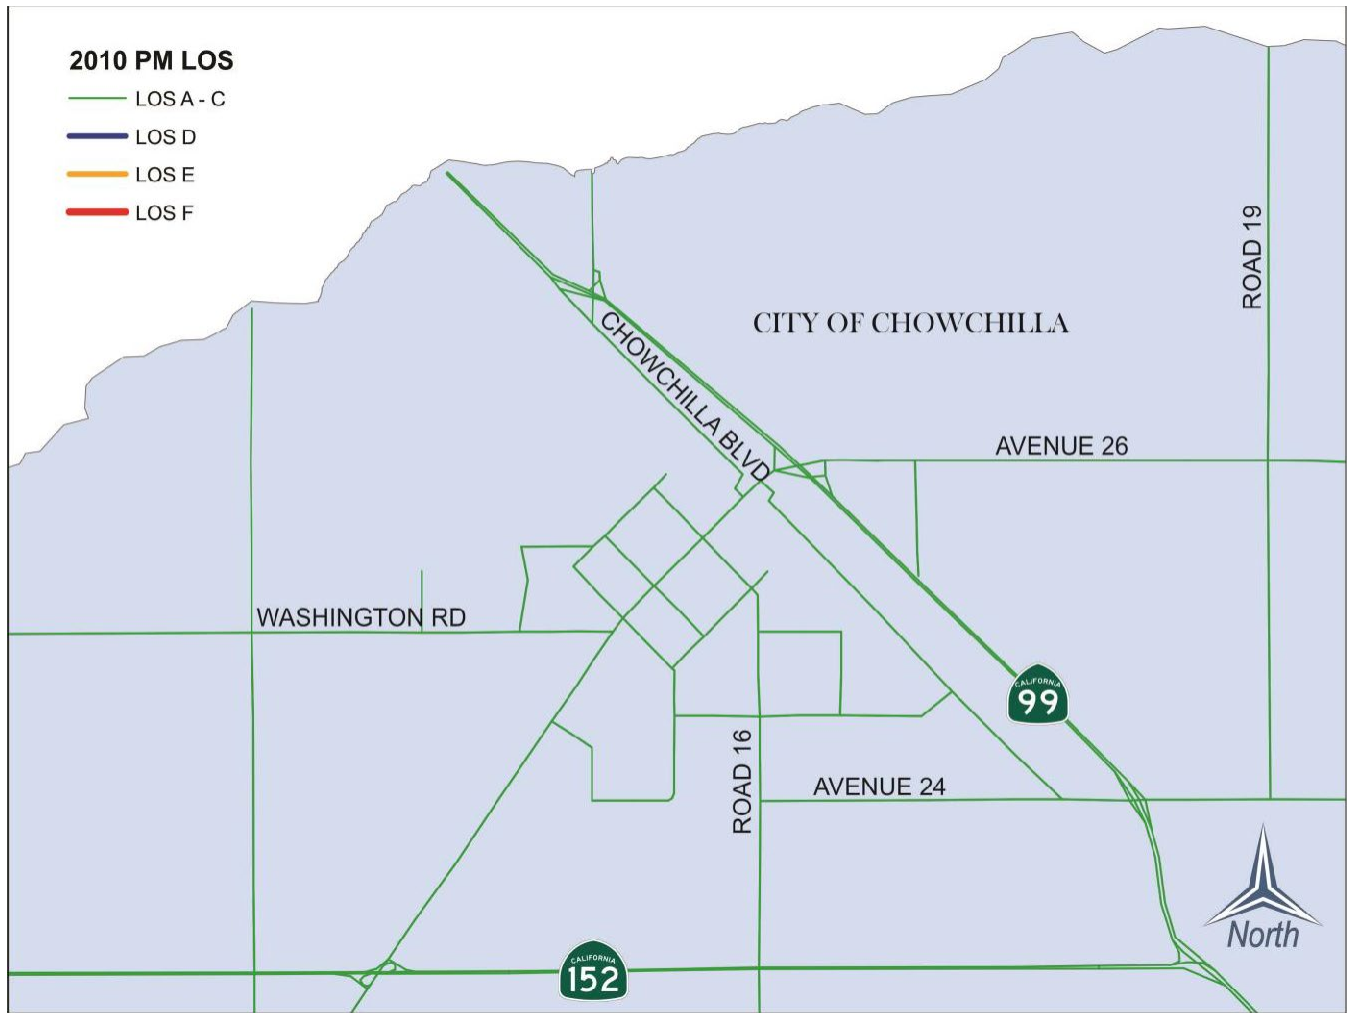 2010 PM LOS
LOS A - C
LOS D
LOS E
LOS F
ROAD 19
CITY OF CHOWCHILLA
CHOWCHILLA BLVD
AVENUE 26
WASHINGTON RD
CALIFORNIA
99
ROAD 16
AVENUE 24
North
CALIFORNIA
152